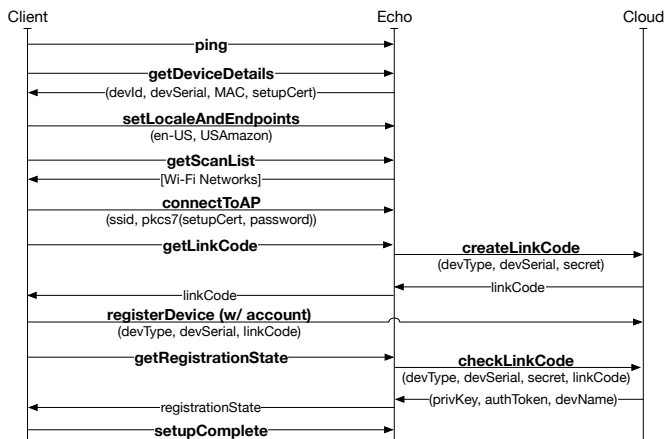 Client Echo Cloud
ping
getDeviceDetails
(devId, devSerial, MAC, setupCert)
setLocaleAndEndpoints
(en-US, USAmazon)
getScanList
[Wi-Fi Networks]
connectToAP
(ssid, pkcs7(setupCert, password))
getLinkCode
createLinkCode
(devType, devSerial, secret)
linkCode
linkCode
registerDevice (w/ account)
(devType, devSerial, linkCode)
getRegistrationState
checkLinkCode
(devType, devSerial, secret, linkCode)
(privKey, authToken, devName)
registrationState
setupComplete